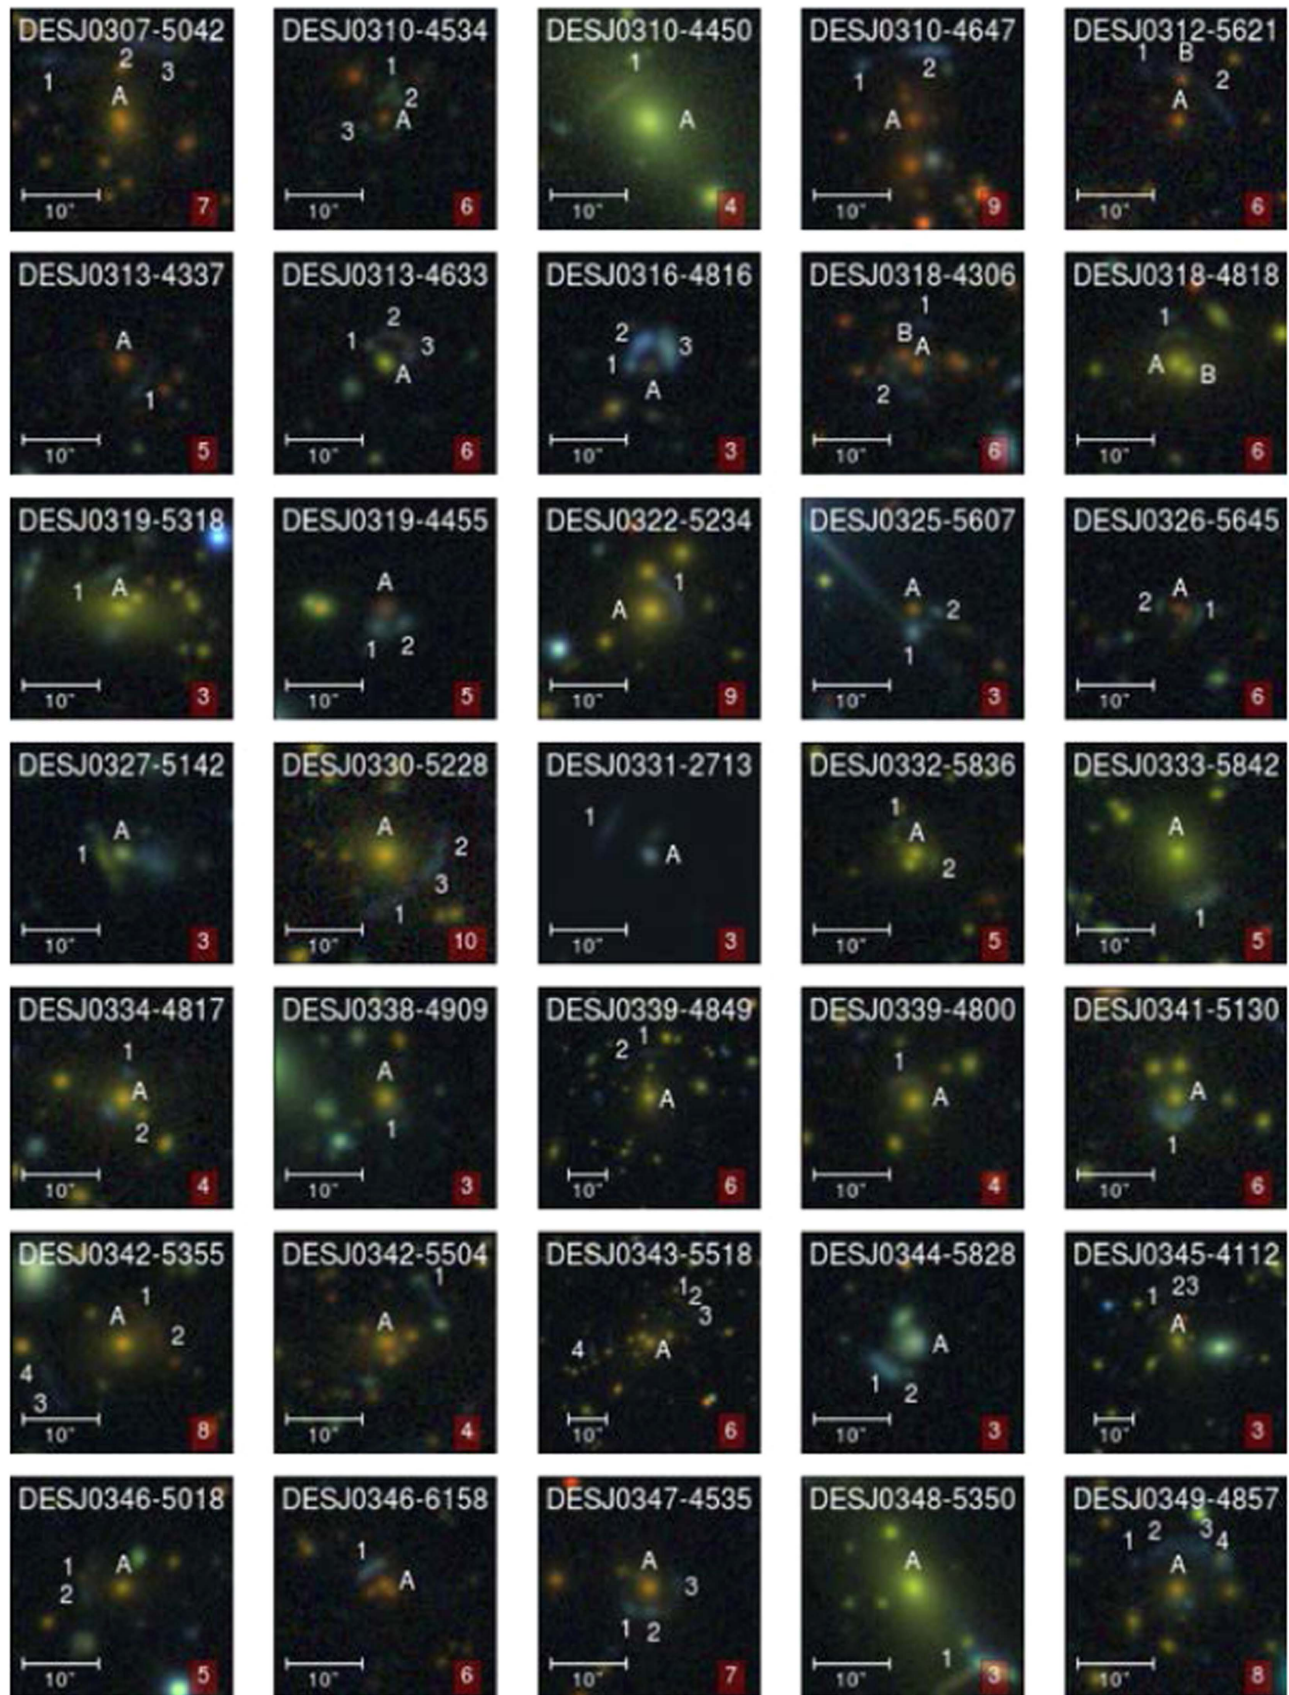 DESJ0307-5042 DESJ0310-4534 DESJ0310-4450 DESJ0310-4647 DESJ0312-5621
2 1 1 1 B
1 3 2 1 2 2
A A A A A
3
10" 7 10" 6 10" 4 10" 9 10" 6
DESJ0313-4337 DESJ0313-4633 DESJ0316-4816 DESJ0318-4306 DESJ0318-4818
A 2 2 1 1
1 3 3 B A
A 1 A A B
1 2
10" 5 10" 6 10" 3 10" 6 10" 6
DESJ0319-5318 DESJ0319-4455 DESJ0322-5234 DESJ0325-5607 DESJ0326-5645
1 A A 1 A A
A 2 2 1
1 2 1
10" 3 10" 5 10" 9 10" 3 10" 6
DESJ0327-5142 DESJ0330-5228 DESJ0331-2713 DESJ0332-5836 DESJ0333-5842
A A 1 1 A
1 2 A A
3 2
1 1
10" 3 10" 10 10" 3 10" 5 10" 5
DESJ0334-4817 DESJ0338-4909 DESJ0339-4849 DESJ0339-4800 DESJ0341-5130
1 A 2 1 1
A A A A
2 1 1
10" 4 10" 3 10" 6 10" 4 10" 6
DESJ0342-5355 DESJ0342-5504 DESJ0343-5518 DESJ0344-5828 DESJ0345-4112
1 1 1 2 1 23
A A 3 A
2 4 A A
4 1 2
3
10" 8 10" 4 10" 6 10" 3 10" 3
DESJ0346-5018 DESJ0346-6158 DESJ0347-4535 DESJ0348-5350 DESJ0349-4857
1 A 1 A A 1 2 3 4
2 A 3 A
1 2 1
10" 5 10" 6 10" 7 10" 3 10" 8